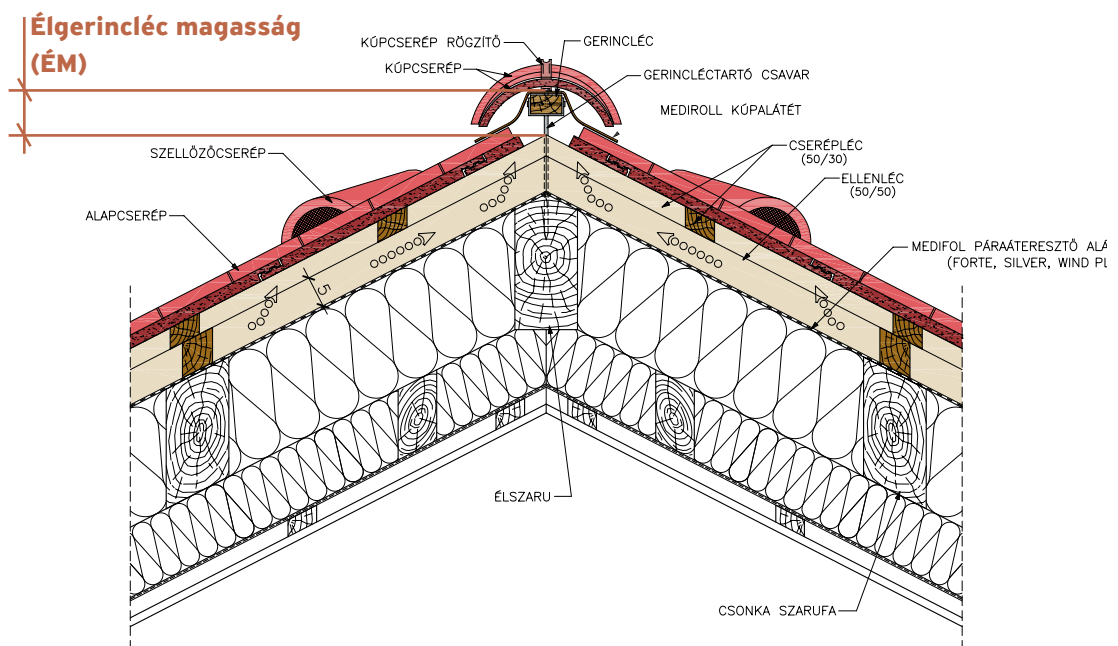 Élgerincléc magasság
(ÉM)
KÚPCSERÉP RÖGZÍTŐ
GERINCLÉC
KÚPCSERÉP
GERINCLÉCTARTÓ CSAVAR
MEDIROLL KÚPALÁTÉT
SZELLŐZŐCSERÉP
CSERÉPLÉC
(50/30)
ELLENLÉC
(50/50)
ALAPCSERÉP
MEDIFOL PÁRAÁTERESZTŐ ALÁ
(FORTE, SILVER, WIND PL
5
ÉLSZARU
CSONKA SZARUFA